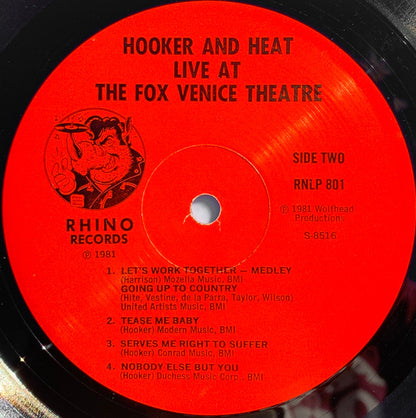 HOOKER AND HEAT
LIVE AT
THE FOX VENICE THEATRE
SIDE TWO
RNLP 801
℗ 1981 Wolfhead
Productions
S-8516
RHINO
RECORDS
℗ 1981
1. LET'S WORK TOGETHER — MEDLEY
(Harrison) Mozella Music, BMI
GOING UP TO COUNTRY
(Hite, Vestine, de la Parra, Taylor, Wilson)
United Artists Music, BMI
2. TEASE ME BABY
(Hooker) Modern Music, BMI
3. SERVES ME RIGHT TO SUFFER
(Hooker) Conrad Music, BMI
4. NOBODY ELSE BUT YOU
(Hooker) Duchess Music Corp., BMI